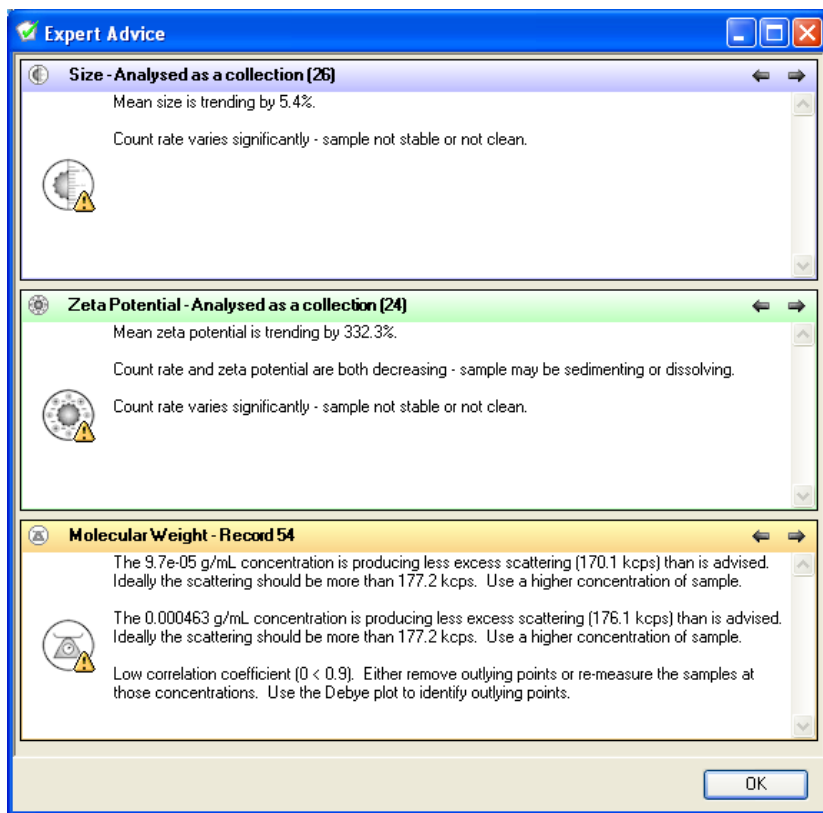 Expert Advice
Size - Analysed as a collection (26)
Mean size is trending by 5.4%.
Count rate varies significantly - sample not stable or not clean.
Zeta Potential - Analysed as a collection (24)
Mean zeta potential is trending by 332.3%.
Count rate and zeta potential are both decreasing - sample may be sedimenting or dissolving.
Count rate varies significantly - sample not stable or not clean.
Molecular Weight - Record 54
The 9.7e-05 g/mL concentration is producing less excess scattering (170.1 kcps) than is advised.
Ideally the scattering should be more than 177.2 kcps.  Use a higher concentration of sample.
The 0.000463 g/mL concentration is producing less excess scattering (176.1 kcps) than is advised.
Ideally the scattering should be more than 177.2 kcps.  Use a higher concentration of sample.
Low correlation coefficient (0 < 0.9).  Either remove outlying points or re-measure the samples at
those concentrations.  Use the Debye plot to identify outlying points.
OK